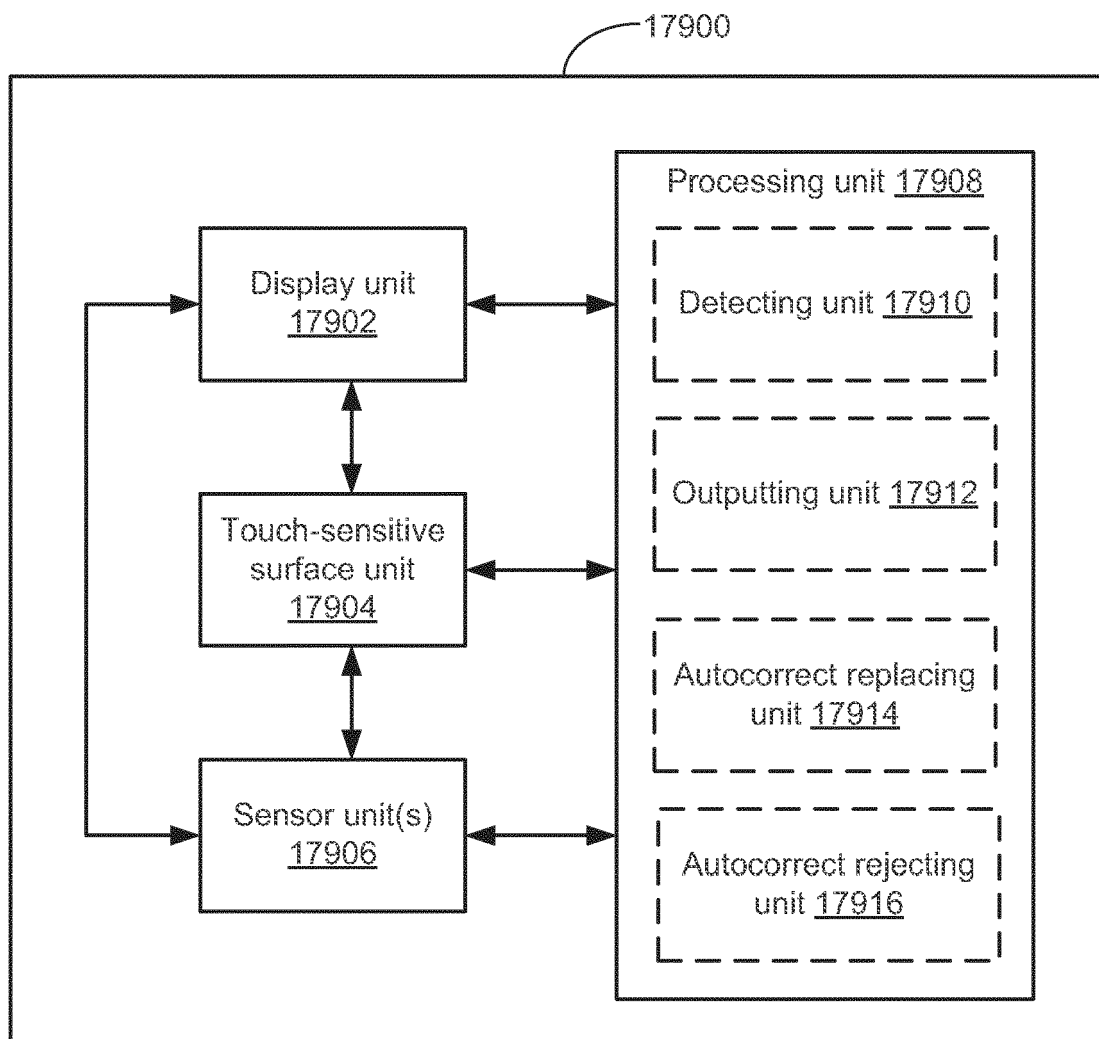 17900
Processing unit 17908
Display unit
17902
Detecting unit 17910
Touch-sensitive
surface unit
17904
Outputting unit 17912
Autocorrect replacing
unit 17914
Sensor unit(s)
17906
Autocorrect rejecting
unit 17916